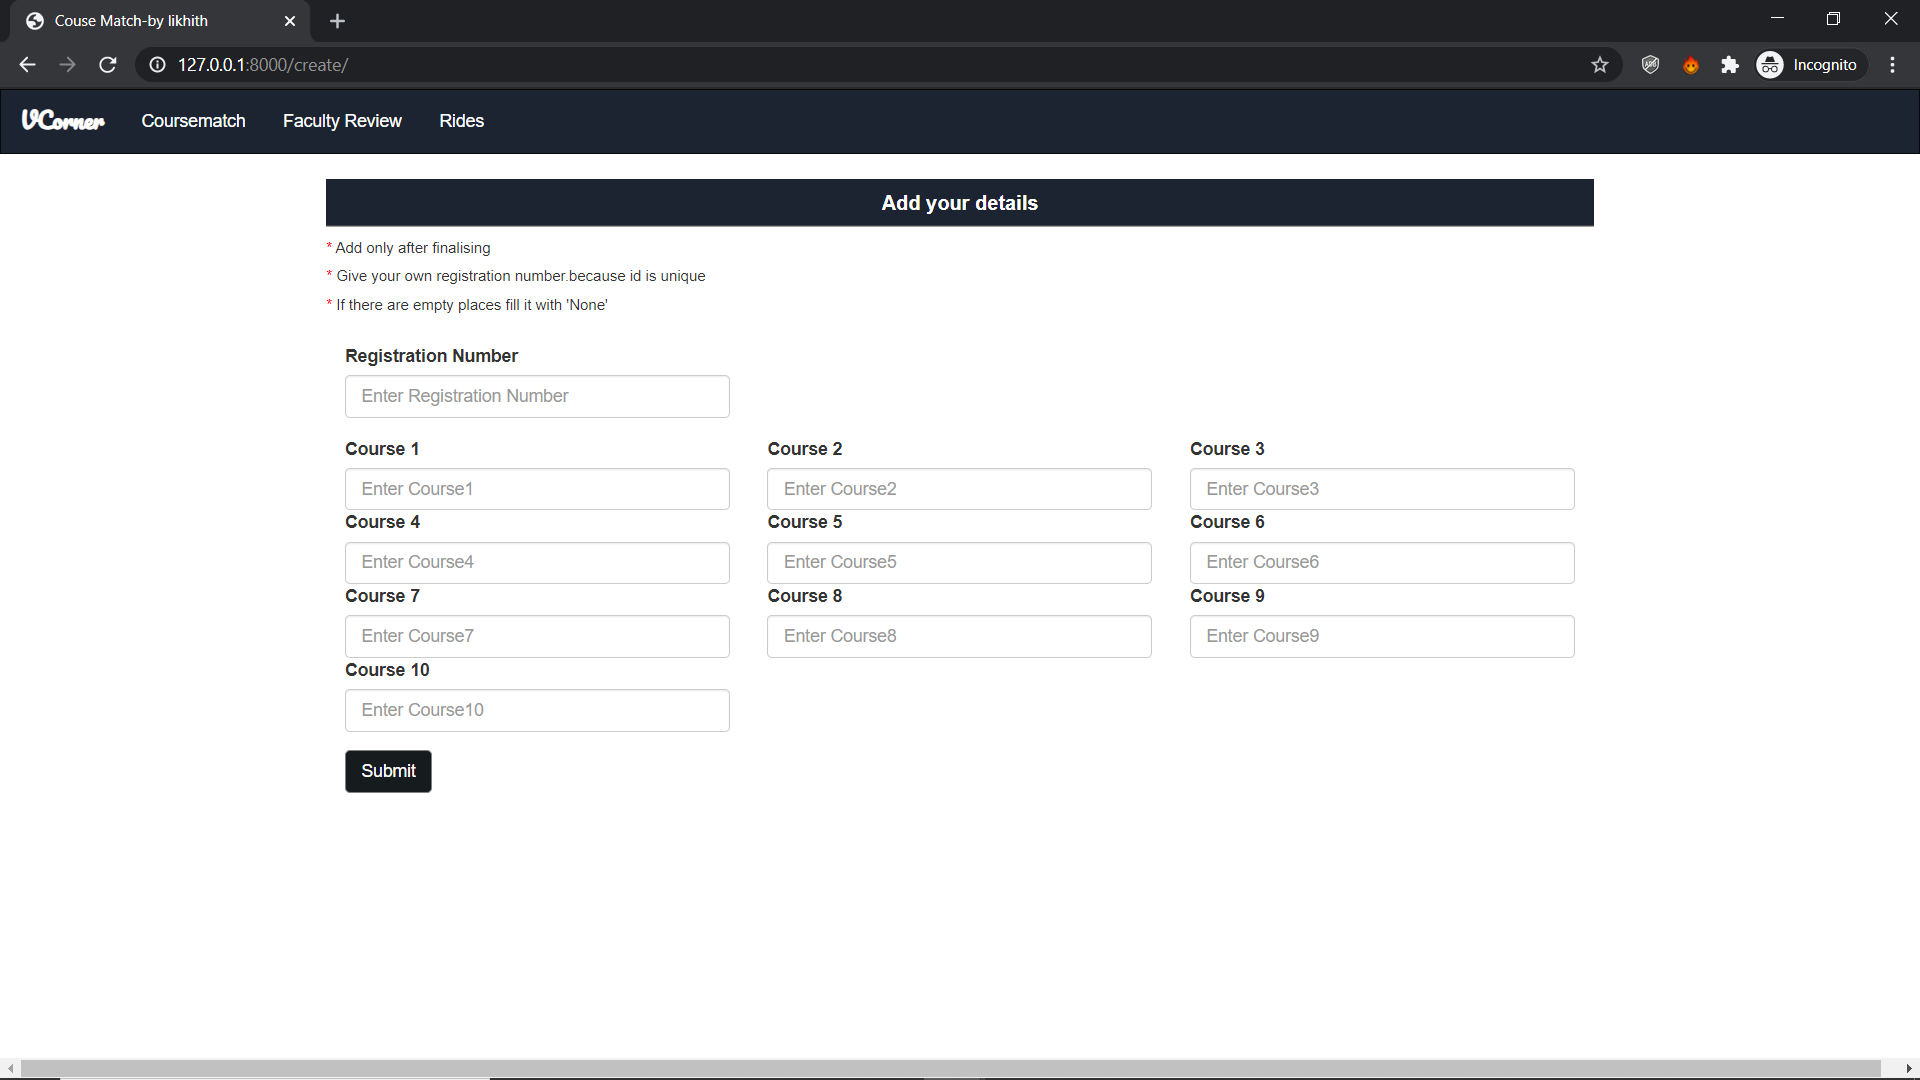 Couse Match-by likhith
127.0.0.1:8000/create/
Incognito
VCorner Coursematch Faculty Review Rides
Add your details
* Add only after finalising
* Give your own registration number.because id is unique
* If there are empty places fill it with 'None'
Registration Number
Enter Registration Number
Course 1 Course 2 Course 3
Enter Course1 Enter Course2 Enter Course3
Course 4 Course 5 Course 6
Enter Course4 Enter Course5 Enter Course6
Course 7 Course 8 Course 9
Enter Course7 Enter Course8 Enter Course9
Course 10
Enter Course10
Submit